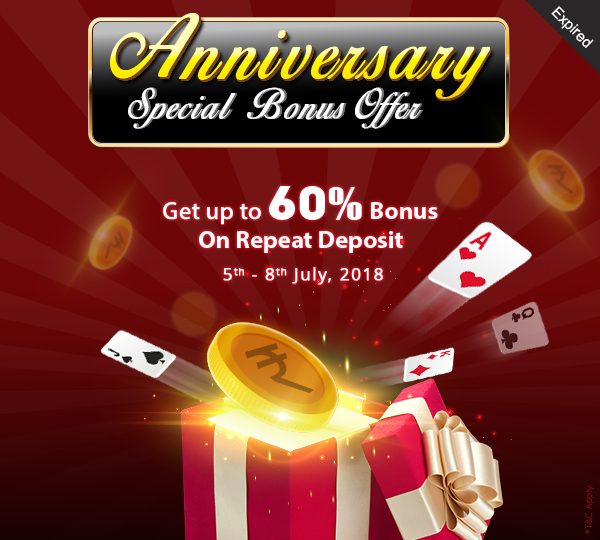 Expired
Anniversary
Special Bonus Offer
Get up to 60% Bonus
On Repeat Deposit
5th - 8th July, 2018
A
Q
J
K
*T&C Apply